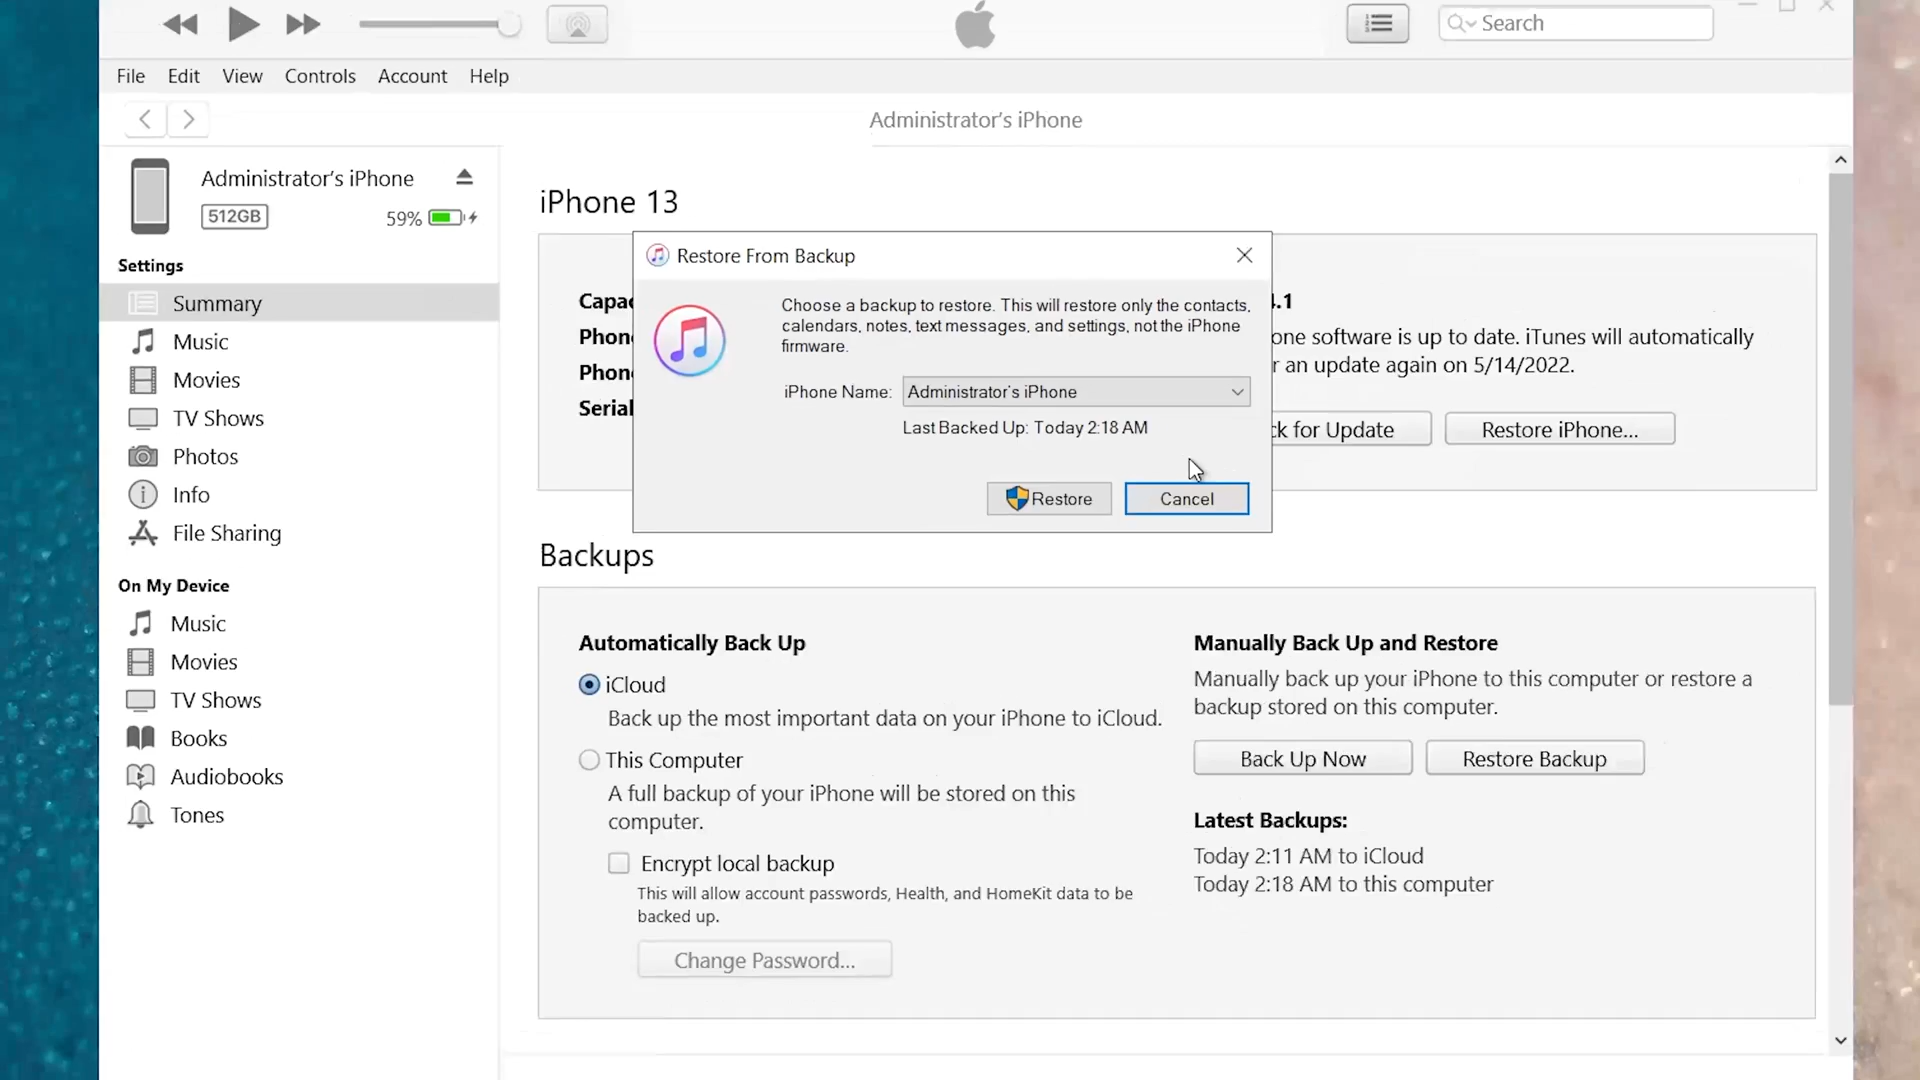 Search
File Edit View Controls Account Help
Administrator's iPhone
Administrator's iPhone
512GB
59%
Settings
Summary
Music
Movies
TV Shows
Photos
Info
File Sharing
On My Device
Music
Movies
TV Shows
Books
Audiobooks
Tones
iPhone 13
Capac
Phon
Phon
Serial
.1
one software is up to date. iTunes will automatically
r an update again on 5/14/2022.
ck for Update
Restore iPhone...
Restore From Backup
Choose a backup to restore. This will restore only the contacts,
calendars, notes, text messages, and settings, not the iPhone
firmware.
iPhone Name: Administrator's iPhone
Last Backed Up: Today 2:18 AM
Restore Cancel
Backups
Automatically Back Up
iCloud
Back up the most important data on your iPhone to iCloud.
This Computer
A full backup of your iPhone will be stored on this
computer.
Encrypt local backup
This will allow account passwords, Health, and HomeKit data to be
backed up.
Change Password...
Manually Back Up and Restore
Manually back up your iPhone to this computer or restore a
backup stored on this computer.
Back Up Now Restore Backup
Latest Backups:
Today 2:11 AM to iCloud
Today 2:18 AM to this computer